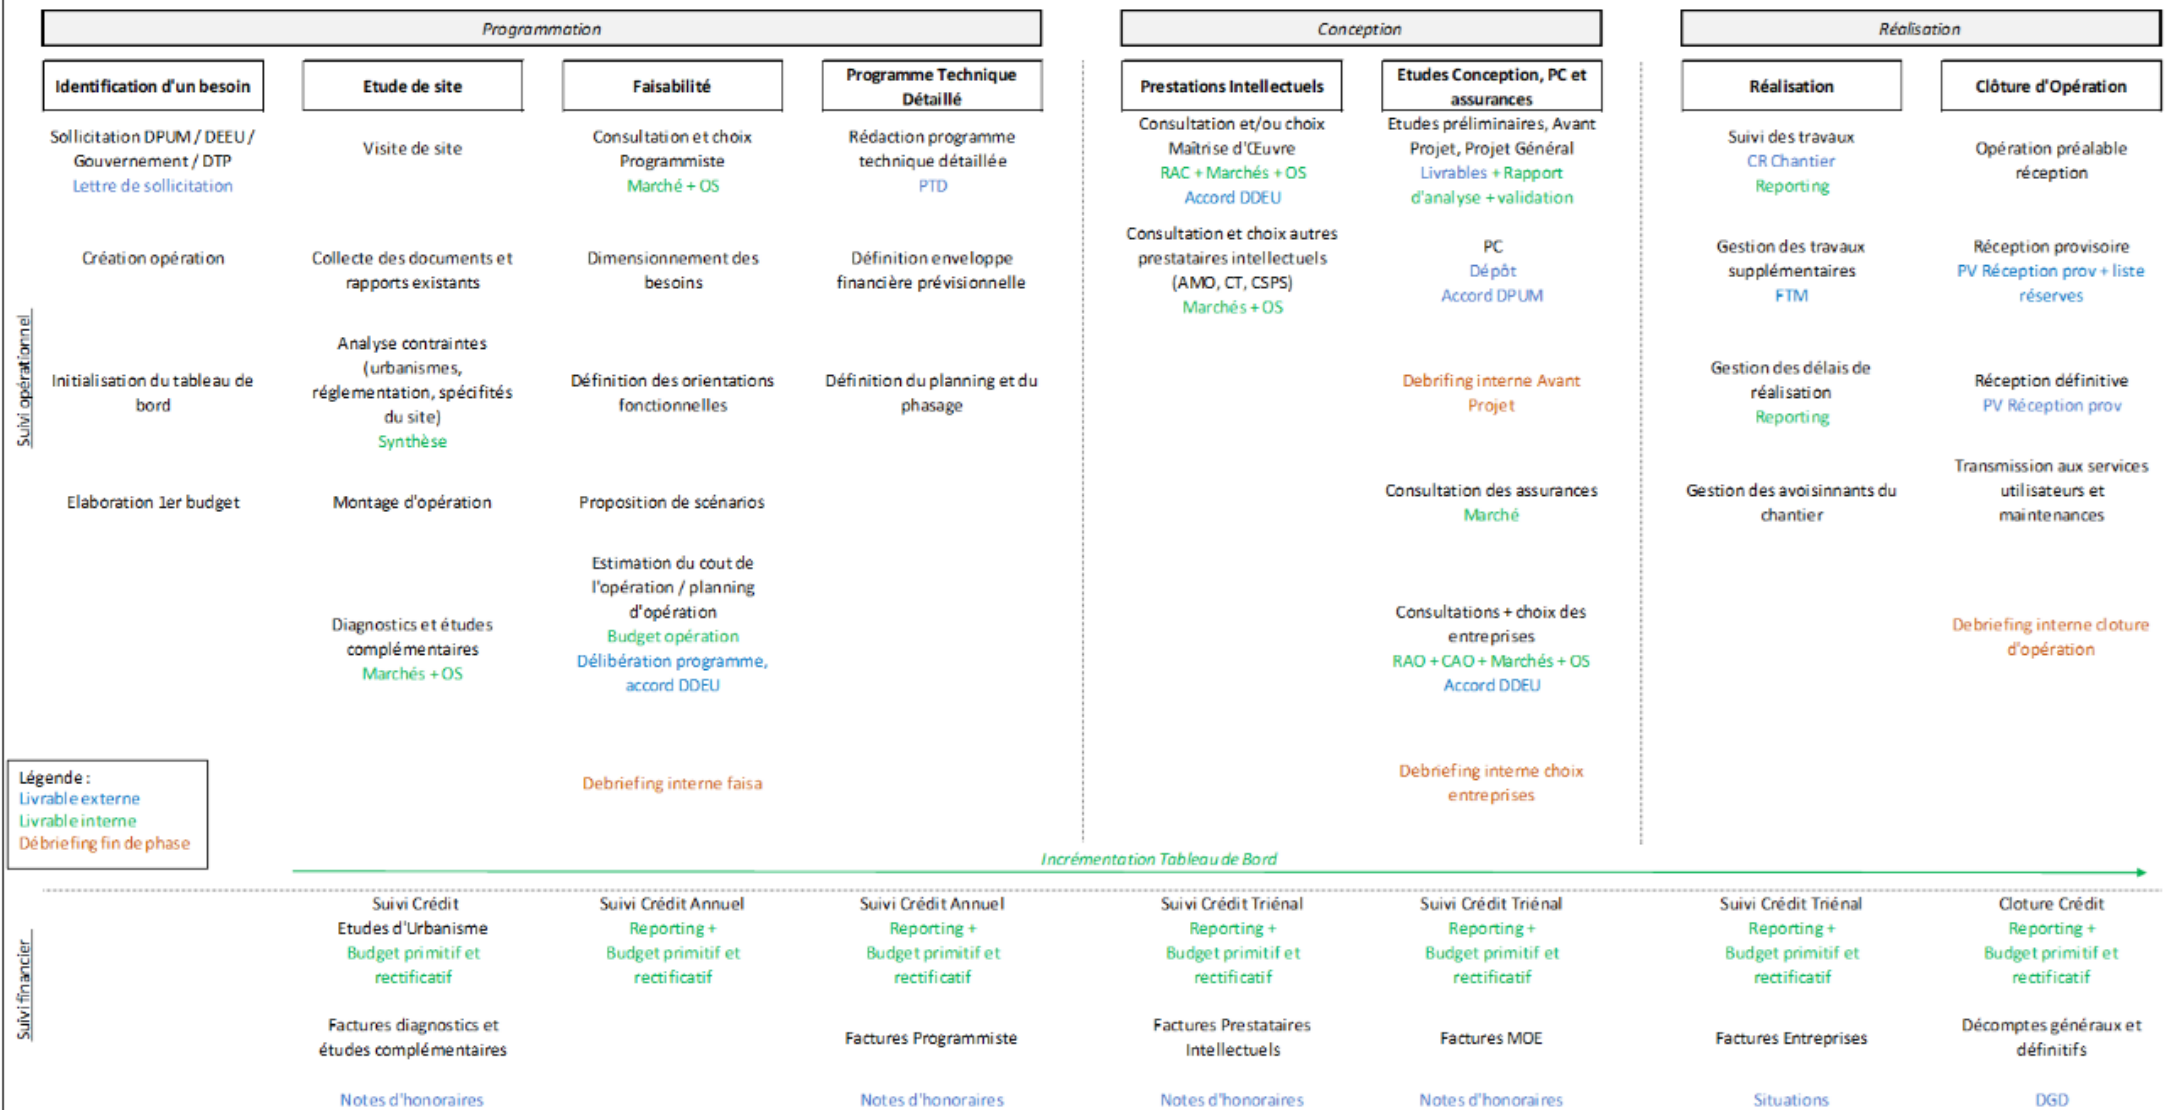 Programmation
Conception
Réalisation
Identification d'un besoin
Etude de site
Faisabilité
Programme Technique
Détaillé
Prestations Intellectuels
Etudes Conception, PC et
assurances
Réalisation
Clôture d'Opération
Suivi opérationnel
Sollicitation DPUM / DEEU /
Gouvernement / DTP
Lettre de sollicitation
Création opération
Initialisation du tableau de
bord
Elaboration 1er budget
Visite de site
Collecte des documents et
rapports existants
Analyse contraintes
(urbanismes,
réglementation, spécifités
du site)
Synthèse
Montage d'opération
Diagnostics et études
complémentaires
Marchés + OS
Consultation et choix
Programmiste
Marché + OS
Dimensionnement des
besoins
Définition des orientations
fonctionnelles
Proposition de scénarios
Estimation du cout de
l'opération / planning
d'opération
Budget opération
Délibération programme,
accord DDEU
Debriefing interne faisa
Rédaction programme
technique détaillée
PTD
Définition enveloppe
financière prévisionnelle
Définition du planning et du
phasage
Consultation et/ou choix
Maîtrise d'Œuvre
RAC + Marchés + OS
Accord DDEU
Consultation et choix autres
prestataires intellectuels
(AMO, CT, CSPS)
Marchés + OS
Etudes préliminaires, Avant
Projet, Projet Général
Livrables + Rapport
d'analyse + validation
PC
Dépôt
Accord DPUM
Debrifing interne Avant
Projet
Consultation des assurances
Marché
Consultations + choix des
entreprises
RAO + CAO + Marchés + OS
Accord DDEU
Debriefing interne choix
entreprises
Suivi des travaux
CR Chantier
Reporting
Gestion des travaux
supplémentaires
FTM
Gestion des délais de
réalisation
Reporting
Gestion des avoisinnants du
chantier
Opération préalable
réception
Réception provisoire
PV Réception prov + liste
réserves
Réception définitive
PV Réception prov
Transmission aux services
utilisateurs et
maintenances
Debriefing interne cloture
d'opération
Légende :
Livrable externe
Livrable interne
Débriefing fin de phase
Incrémentation Tableau de Bord
Suivi financier
Suivi Crédit
Etudes d'Urbanisme
Budget primitif et
rectificatif
Factures diagnostics et
études complémentaires
Notes d'honoraires
Suivi Crédit Annuel
Reporting +
Budget primitif et
rectificatif
Suivi Crédit Annuel
Reporting +
Budget primitif et
rectificatif
Factures Programmiste
Notes d'honoraires
Suivi Crédit Triénal
Reporting +
Budget primitif et
rectificatif
Factures Prestataires
Intellectuels
Notes d'honoraires
Suivi Crédit Triénal
Reporting +
Budget primitif et
rectificatif
Factures MOE
Notes d'honoraires
Suivi Crédit Triénal
Reporting +
Budget primitif et
rectificatif
Factures Entreprises
Situations
Cloture Crédit
Reporting +
Budget primitif et
rectificatif
Décomptes généraux et
définitifs
DGD